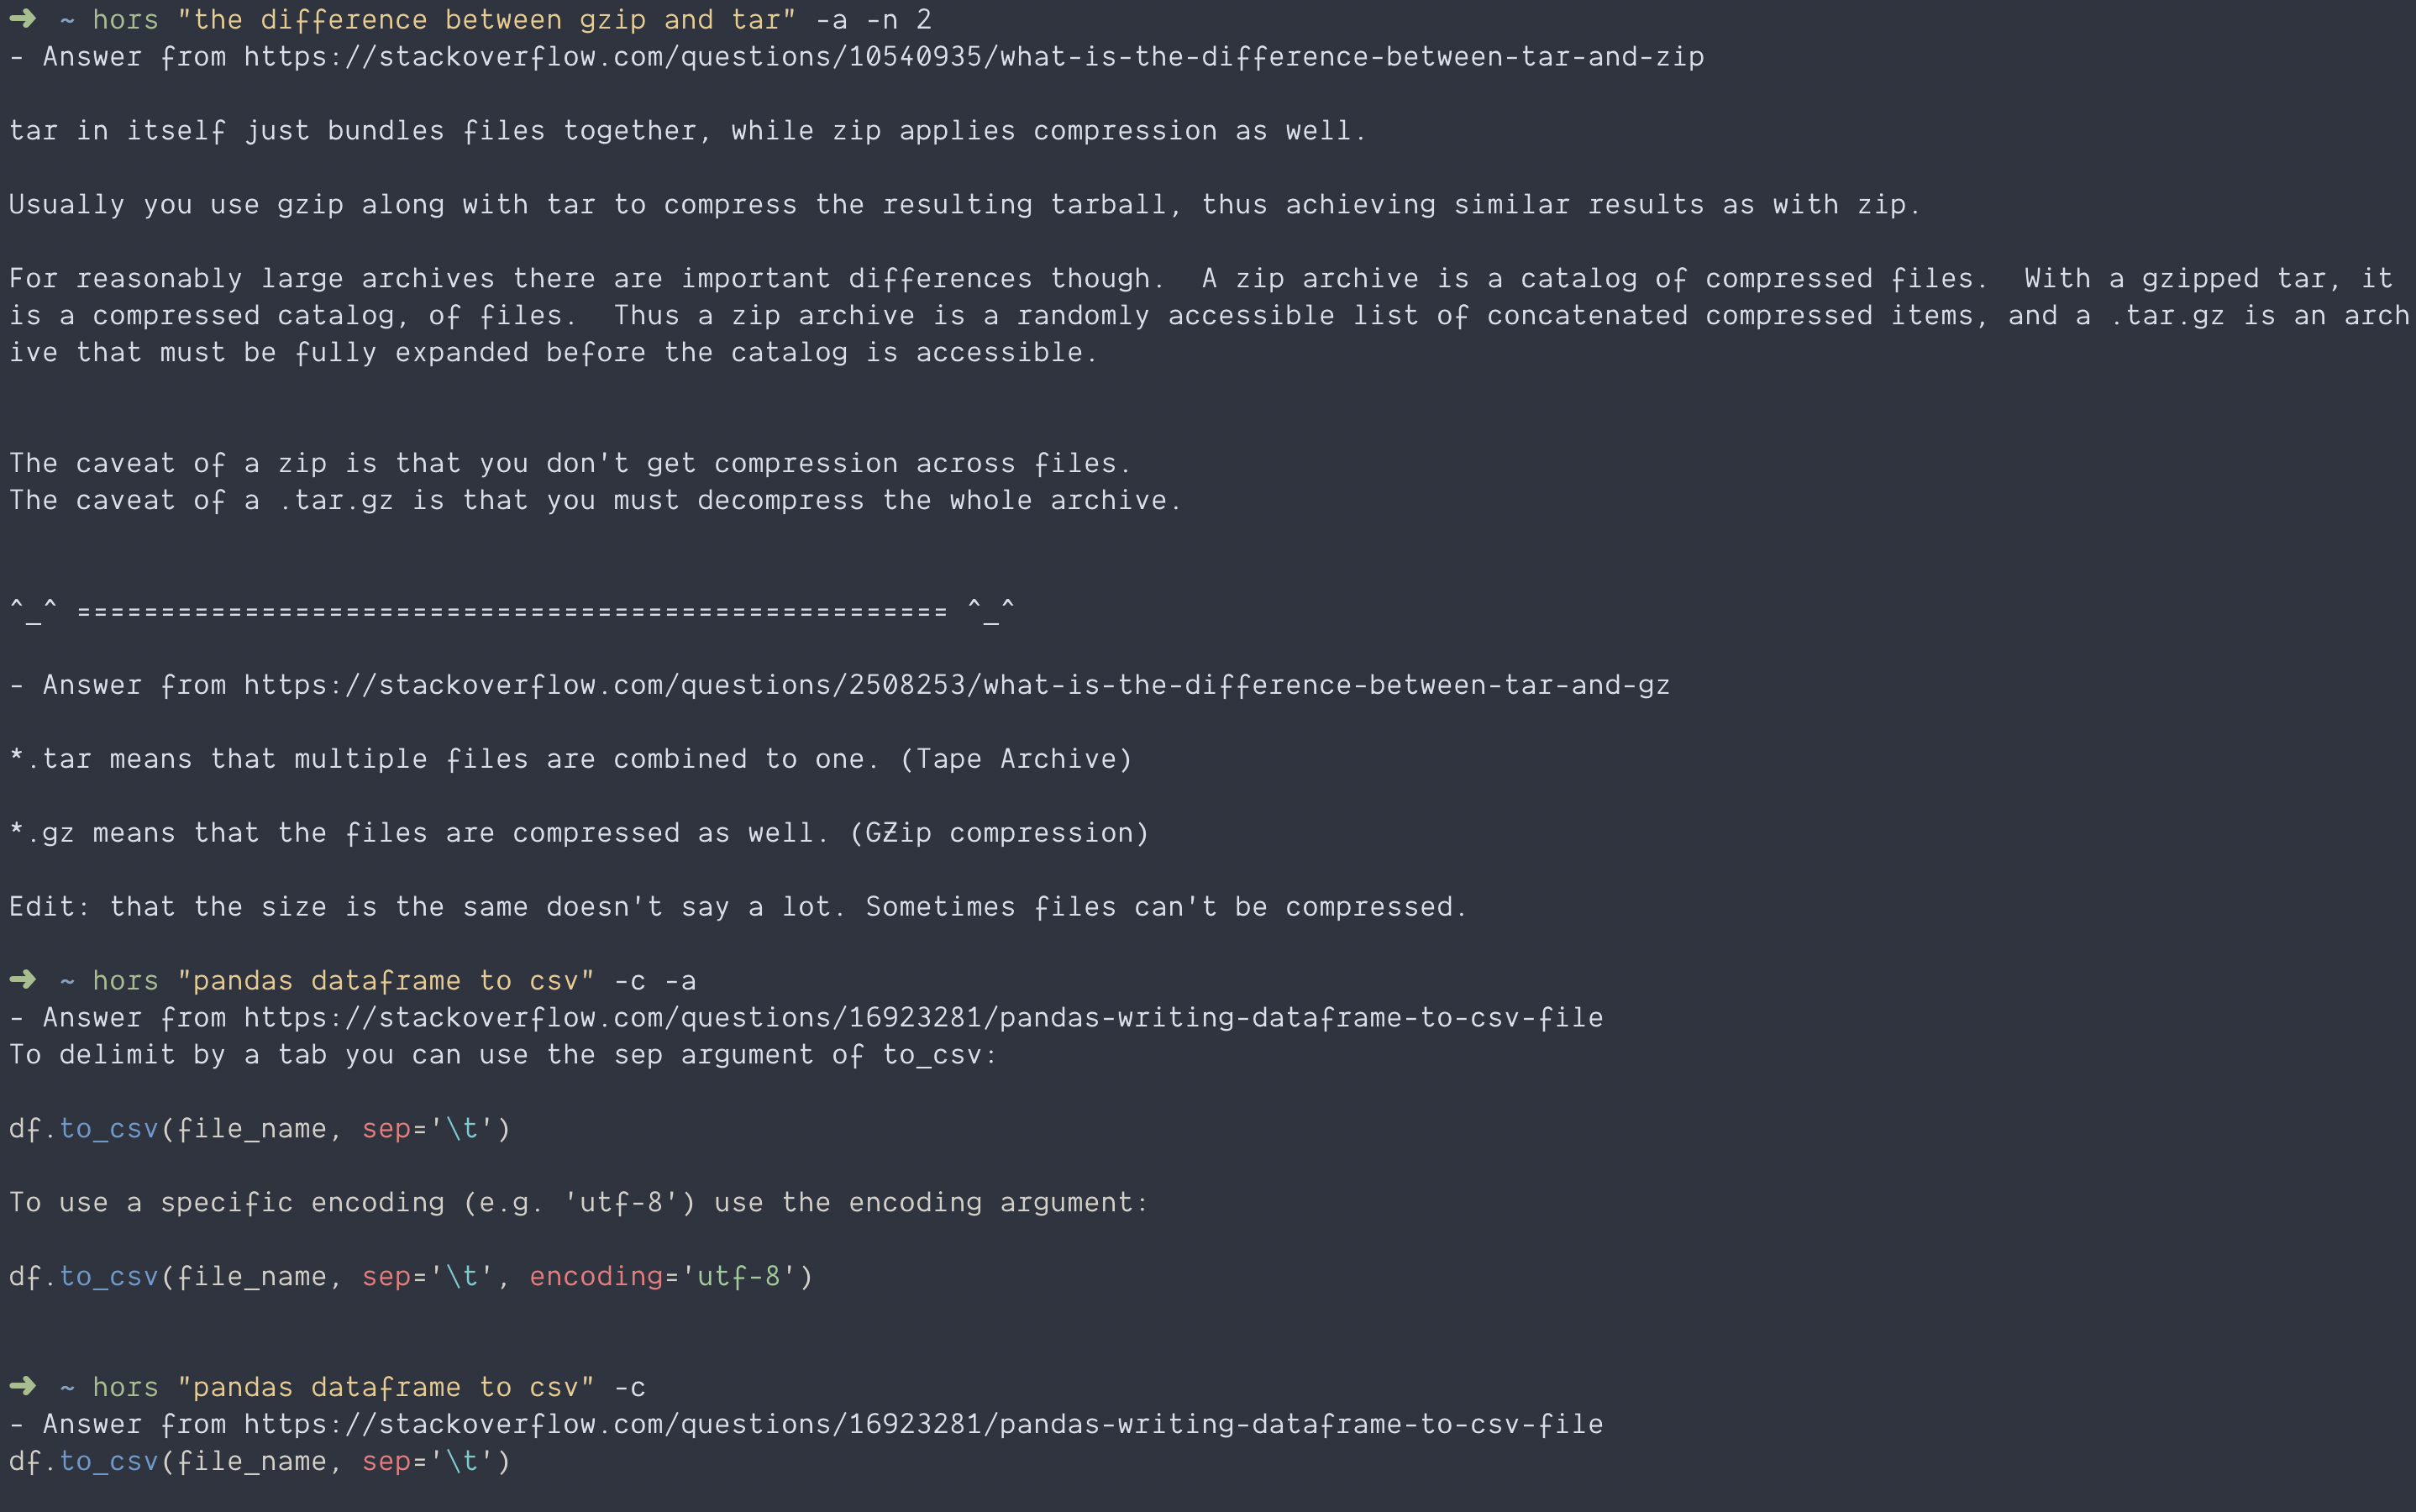 ➜ ~ hors "the difference between gzip and tar" -a -n 2
- Answer from https://stackoverflow.com/questions/10540935/what-is-the-difference-between-tar-and-zip
tar in itself just bundles files together, while zip applies compression as well.
Usually you use gzip along with tar to compress the resulting tarball, thus achieving similar results as with zip.
For reasonably large archives there are important differences though.  A zip archive is a catalog of compressed files.  With a gzipped tar, it
is a compressed catalog, of files.  Thus a zip archive is a randomly accessible list of concatenated compressed items, and a .tar.gz is an arch
ive that must be fully expanded before the catalog is accessible.
The caveat of a zip is that you don't get compression across files.
The caveat of a .tar.gz is that you must decompress the whole archive.
^_^ ==================================================== ^_^
- Answer from https://stackoverflow.com/questions/2508253/what-is-the-difference-between-tar-and-gz
*.tar means that multiple files are combined to one. (Tape Archive)
*.gz means that the files are compressed as well. (GZip compression)
Edit: that the size is the same doesn't say a lot. Sometimes files can't be compressed.
➜ ~ hors "pandas dataframe to csv" -c -a
- Answer from https://stackoverflow.com/questions/16923281/pandas-writing-dataframe-to-csv-file
To delimit by a tab you can use the sep argument of to_csv:
df.to_csv(file_name, sep='\t')
To use a specific encoding (e.g. 'utf-8') use the encoding argument:
df.to_csv(file_name, sep='\t', encoding='utf-8')
➜ ~ hors "pandas dataframe to csv" -c
- Answer from https://stackoverflow.com/questions/16923281/pandas-writing-dataframe-to-csv-file
df.to_csv(file_name, sep='\t')